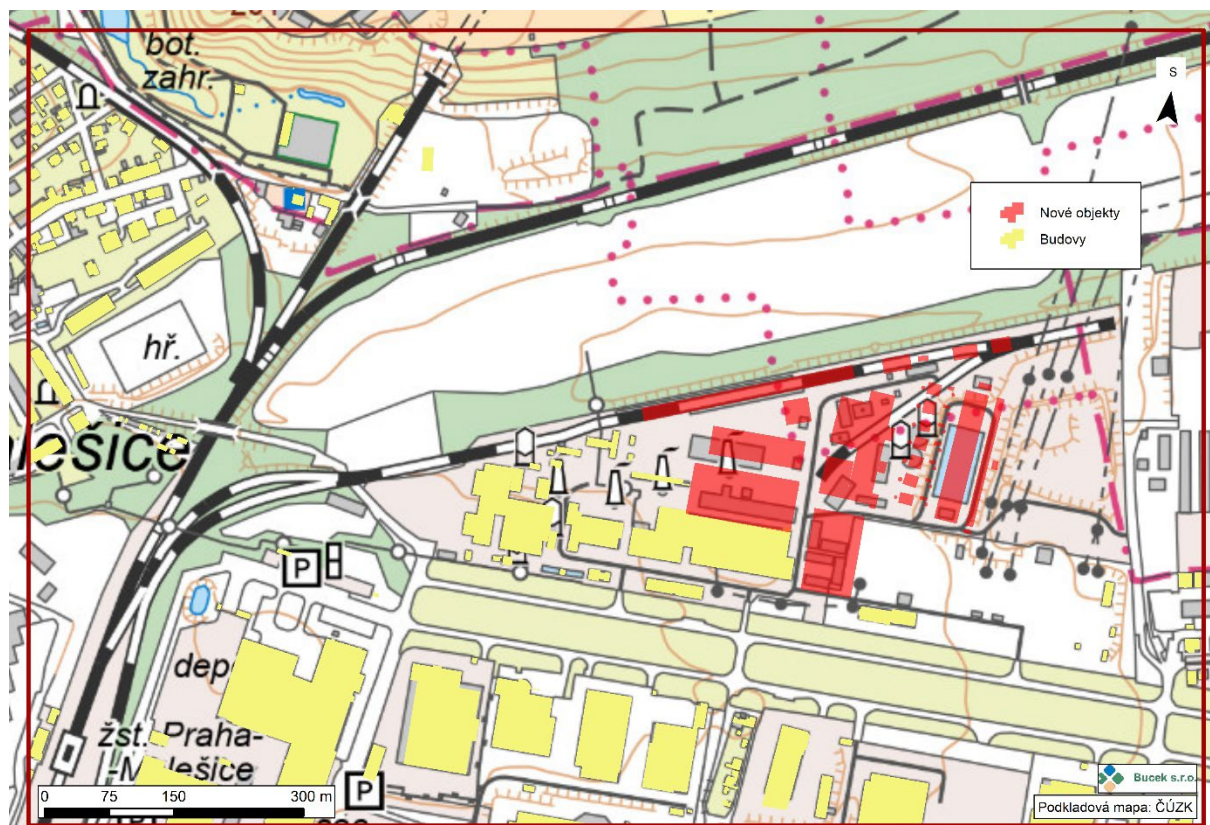 bot.
zahr.
S
Nové objekty
Budovy
hř.
lešice
P
dep
žst. Praha-
Malešice
P
0 75 150 300 m
Bucek s.r.o.
Podkladová mapa: ČÚZK